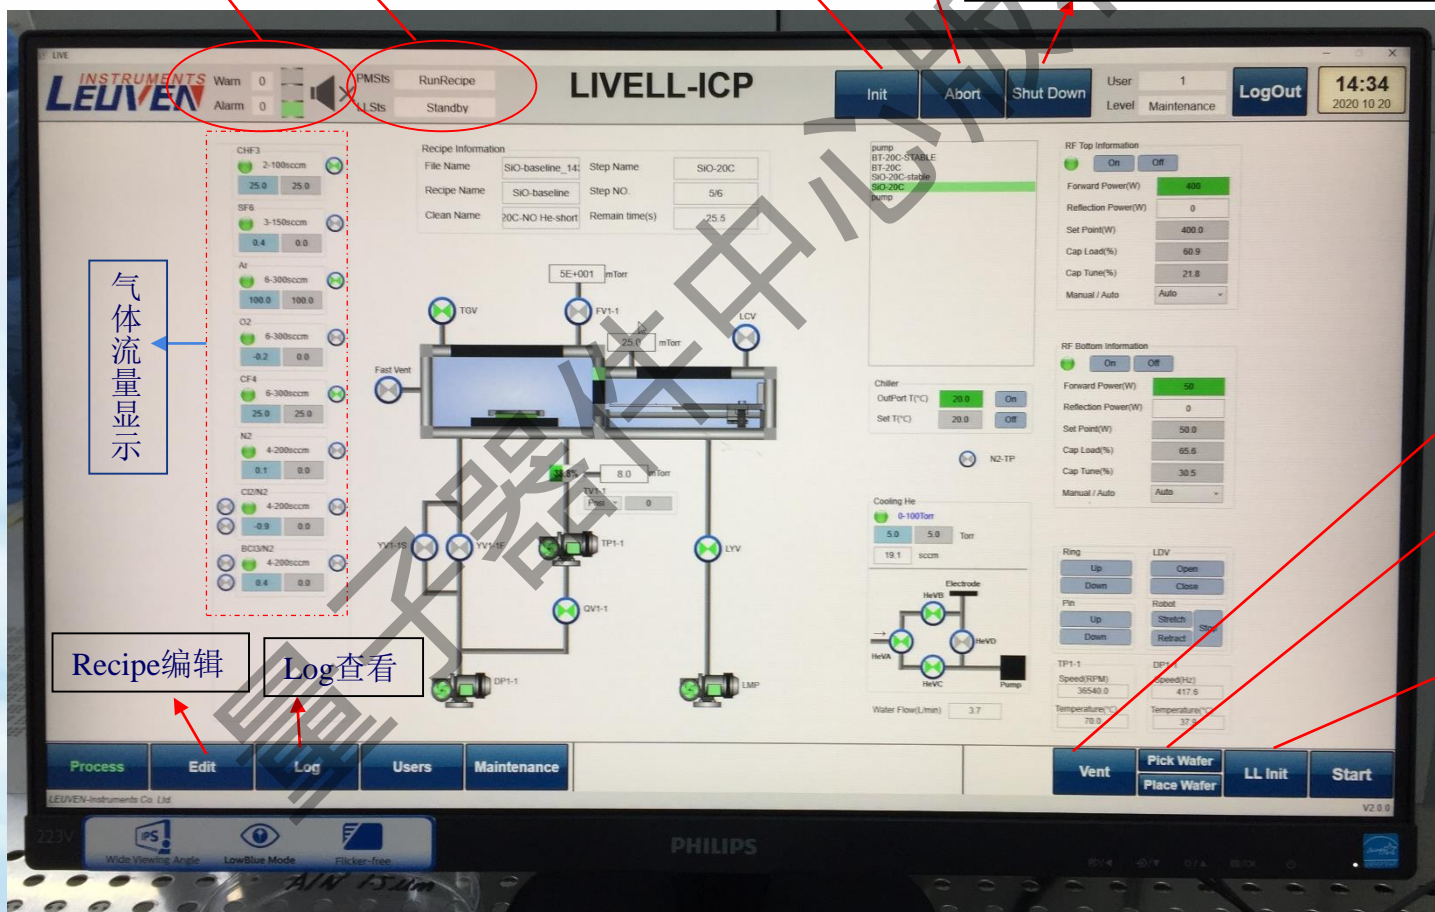 LIVE
INSTRUMENTS
LEUVEN
Warn 0
Alarm 0
PMSts RunRecipe
LLSts Standby
LIVELL-ICP
Init
Abort
Shut Down
User 1
Level Maintenance
LogOut
14:34
2020 10 20
CHF3
2-100sccm
25.0 25.0
SF6
3-150sccm
0.4 0.0
Ar
6-300sccm
100.0 100.0
O2
6-300sccm
-0.2 0.0
CF4
6-300sccm
25.0 25.0
N2
4-200sccm
0.1 0.0
Cl2/N2
4-200sccm
-0.9 0.0
BCl3/N2
4-200sccm
0.4 0.0
气体流量显示
Recipe Information
File Name SiO-baseline_14: Step Name SiO-20C
Recipe Name SiO-baseline Step NO. 5/6
Clean Name 20C-NO He-short Remain time(s) 25.5
5E+001 mTorr
TGV
FV1-1
LCV
25.0 mTorr
Fast Vent
8.0 mTorr
TV1-1
Posi 0
YV1-1S
YV1-1F
TP1-1
LYV
QV1-1
DP1-1
LMP
pump
BT-20C-STABLE
BT-20C
SiO-20C-stable
SiO-20C
pump
Chiller
OutPort T(°C) 20.0 On
Set T(°C) 20.0 Off
N2-TP
Cooling He
0-100Torr
5.0 5.0 Torr
19.1 sccm
Electrode
HeVB
HeVD
HeVA
HeVC
Pump
Water Flow(L/min) 3.7
RF Top Information
On Off
Forward Power(W) 400
Reflection Power(W) 0
Set Point(W) 400.0
Cap Load(%) 60.9
Cap Tune(%) 21.8
Manual / Auto Auto
RF Bottom Information
On Off
Forward Power(W) 50
Reflection Power(W) 0
Set Point(W) 50.0
Cap Load(%) 65.6
Cap Tune(%) 30.5
Manual / Auto Auto
Ring LDV
Up Open
Down Close
Pin Robot
Up Stretch Stop
Down Retract
TP1-1 DP1-1
Speed(RPM) Speed(Hz)
36540.0 417.6
Temperature(°C) Temperature(°C)
70.0 37.9
Recipe编辑
Log查看
Process
Edit
Log
Users
Maintenance
Vent
Pick Wafer
Place Wafer
LL Init
Start
LEUVEN-Instruments Co. Ltd.
V2.0.0
223V
IPS
Wide Viewing Angle
LowBlue Mode
Flicker-free
PHILIPS
AlN 1.5um
量子器件中心版